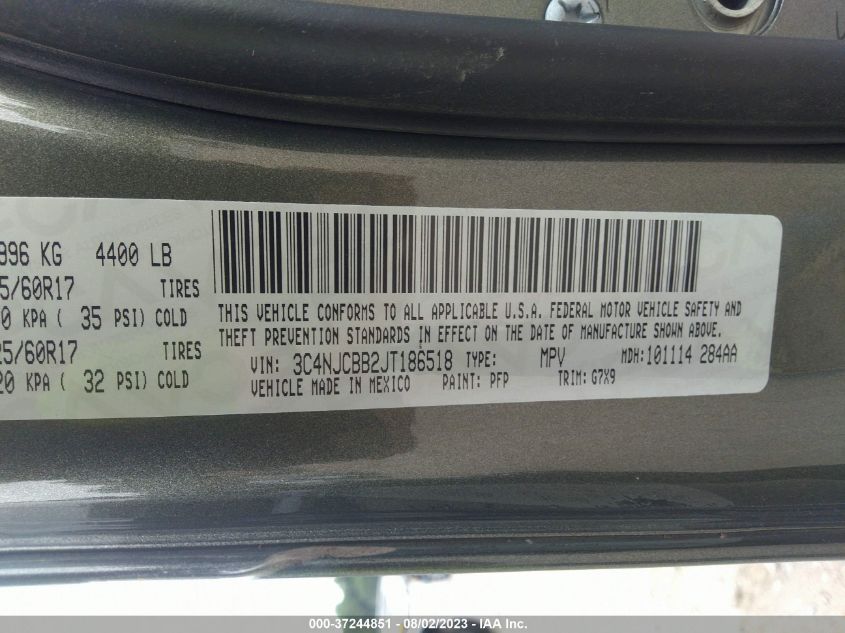 996 KG 4400 LB
5/60R17 TIRES
0 KPA ( 35 PSI) COLD
25/60R17 TIRES
20 KPA ( 32 PSI) COLD
THIS VEHICLE CONFORMS TO ALL APPLICABLE U.S.A. FEDERAL MOTOR VEHICLE SAFETY AND
THEFT PREVENTION STANDARDS IN EFFECT ON THE DATE OF MANUFACTURE SHOWN ABOVE.
VIN: 3C4NJCBB2JT186518 TYPE: MPV MDH:101114 284AA
VEHICLE MADE IN MEXICO PAINT: PFP TRIM: G7X9
000-37244851 - 08/02/2023 - IAA Inc.